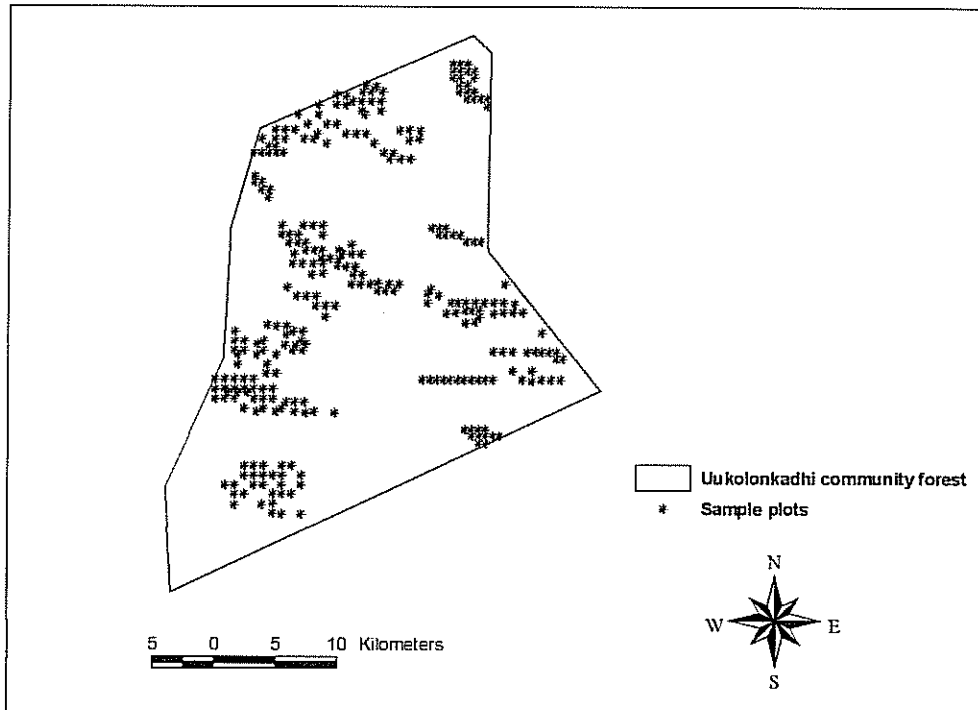 Uukolonkadhi community forest
Sample plots
N
W E
S
5 0 5 10 Kilometers